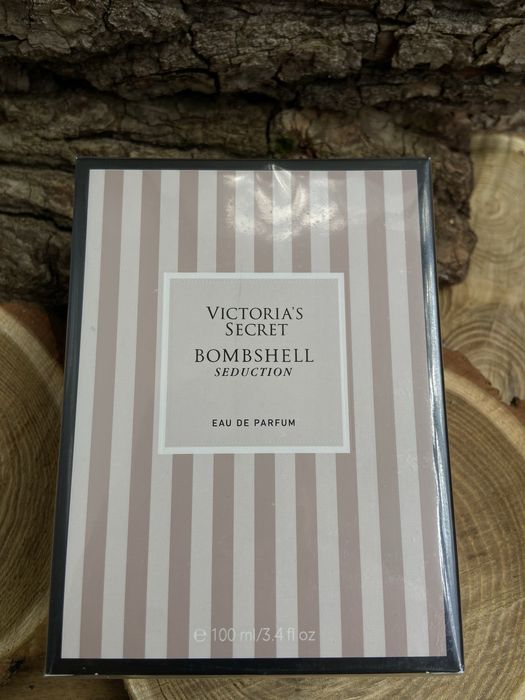 VICTORIA'S
SECRET
BOMBSHELL
SEDUCTION
EAU DE PARFUM
℮ 100 ml/3.4 fl oz